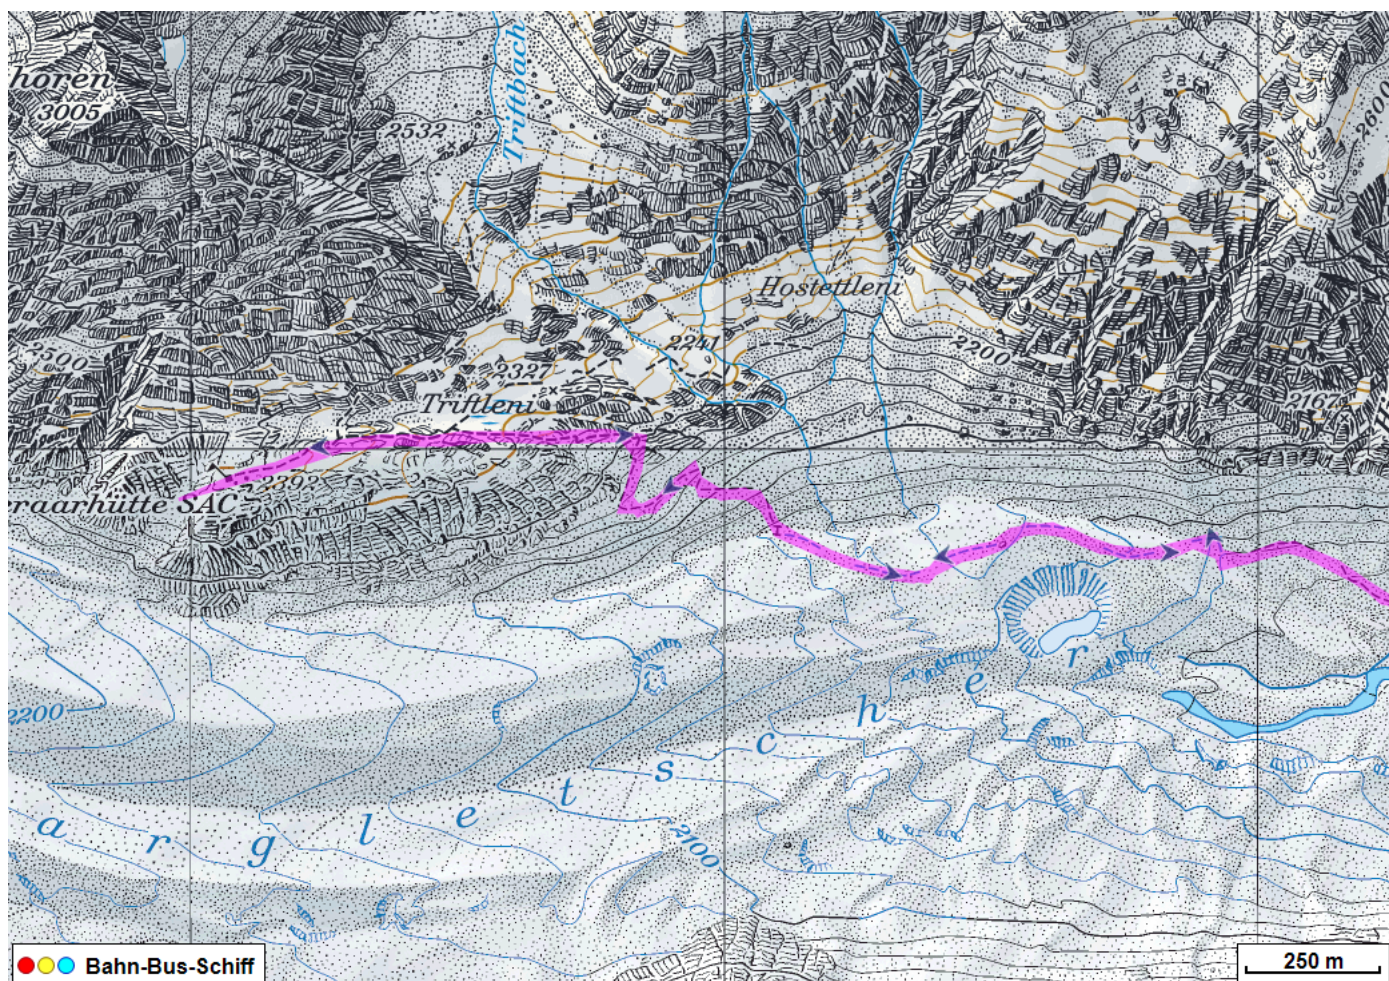 horen
3005
2532
Triftbach
2600
Hostettleni
2241
2200
2500
2327
Triftleni
2167
2292
raarhütte SAC
2200
a r g l e t s c h e r
2100
Bahn-Bus-Schiff
250 m